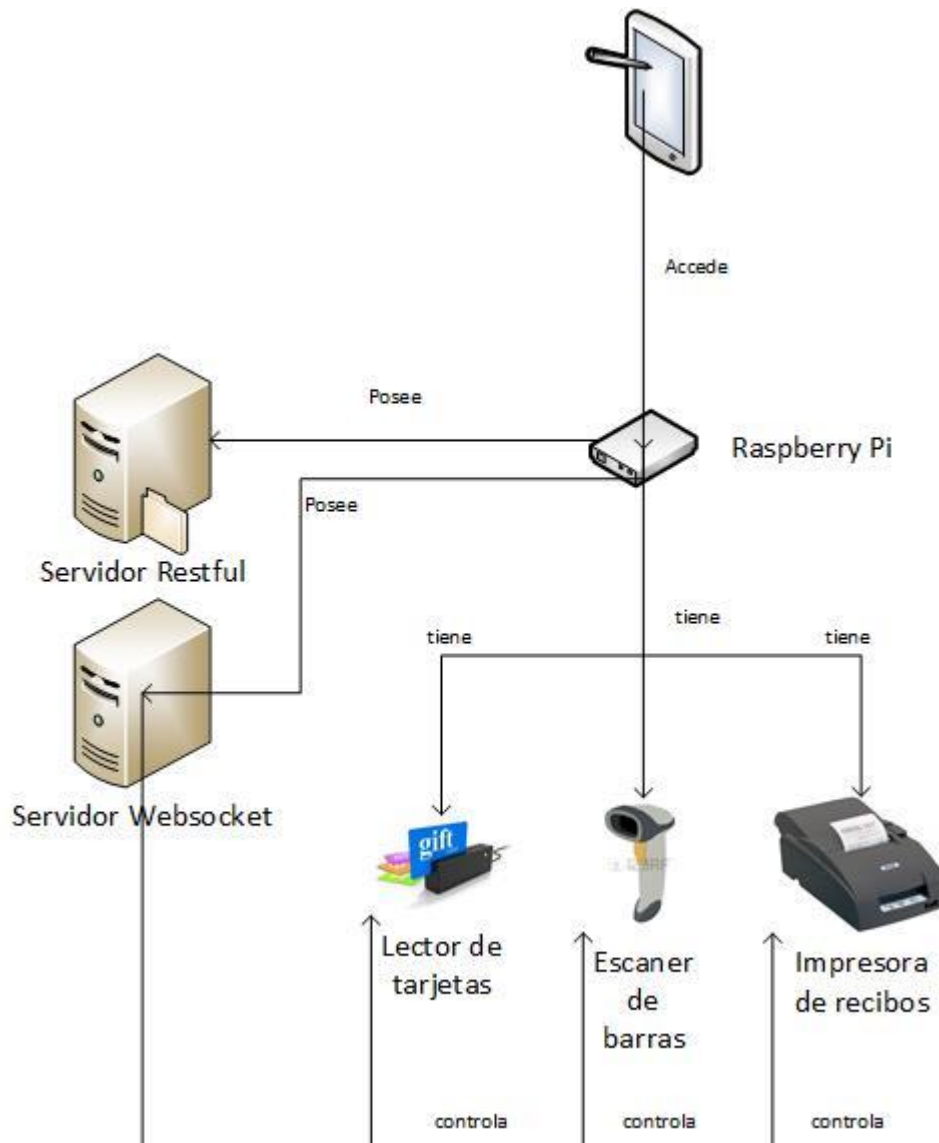 Accede
Posee
Raspberry Pi
Posee
Servidor Restful
tiene
tiene
tiene
Servidor Websocket
gift
Lector de
tarjetas
Escaner
de
barras
Impresora
de recibos
controla
controla
controla